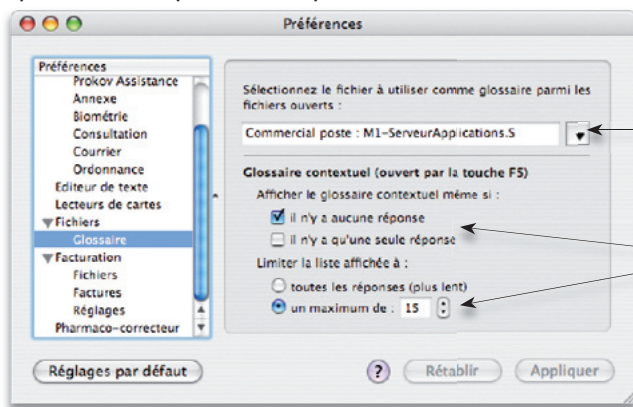 Préférences
Préférences
Prokov Assistance
Annexe
Biométrie
Consultation
Courrier
Ordonnance
Editeur de texte
Lecteurs de cartes
Fichiers
Glossaire
Facturation
Fichiers
Factures
Réglages
Pharmaco-correcteur
Sélectionnez le fichier à utiliser comme glossaire parmi les
fichiers ouverts :
Commercial poste : M1-ServeurApplications.S
Glossaire contextuel (ouvert par la touche F5)
Afficher le glossaire contextuel même si :
il n'y a aucune réponse
il n'y a qu'une seule réponse
Limiter la liste affichée à :
toutes les réponses (plus lent)
un maximum de : 15
Réglages par défaut
?
Rétablir
Appliquer